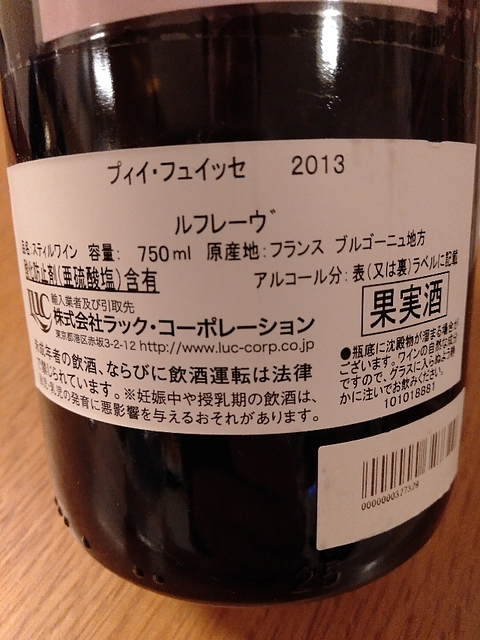 プィイ・フュイッセ 2013
ルフレーヴ
品名:スティルワイン 容量: 750ml 原産地:フランス ブルゴーニュ地方
酸化防止剤(亜硫酸塩)含有 アルコール分:表(又は裏)ラベルに記載
LUC
輸入業者及び引取先
株式会社ラック・コーポレーション
東京都港区赤坂3-2-12 http://www.luc-corp.co.jp
未成年者の飲酒、ならびに飲酒運転は法律
で禁じられています。※妊娠中や授乳期の飲酒は、
胎児・乳児の発育に悪影響を与えるおそれがあります。
果実酒
●瓶底に沈殿物が溜まる場合が
ございます。ワインの自然な成分
ですので、グラスに入らぬよう静
かに注いでお飲みください。
101018881
25